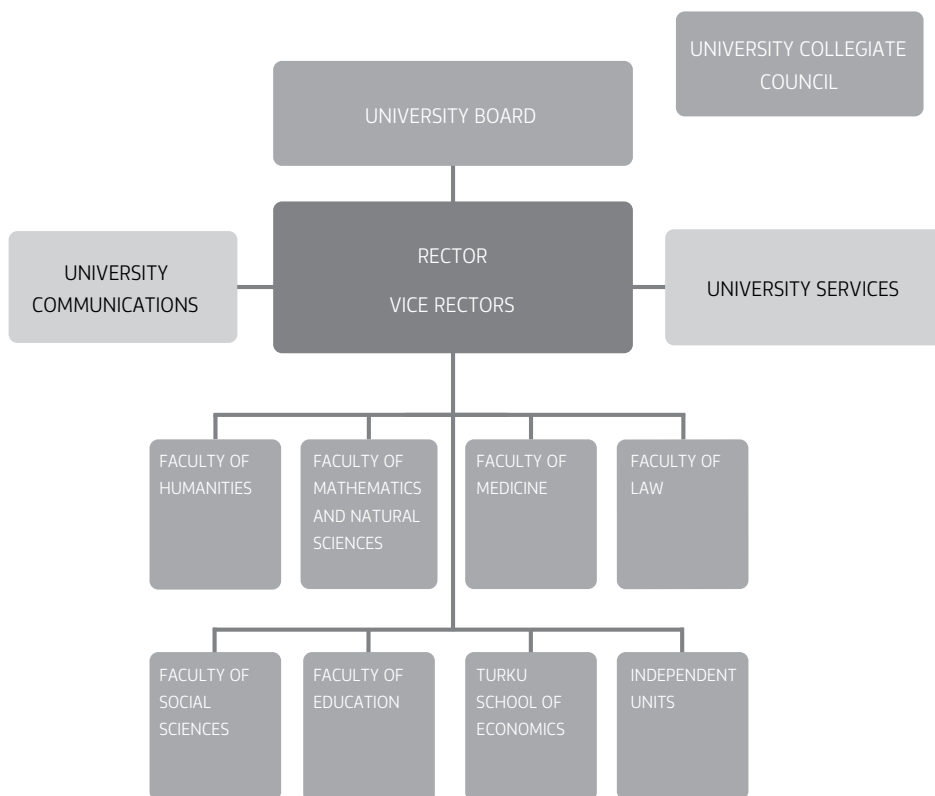 UNIVERSITY COLLEGIATE
COUNCIL
UNIVERSITY BOARD
RECTOR
VICE RECTORS
UNIVERSITY
COMMUNICATIONS
UNIVERSITY SERVICES
FACULTY OF
HUMANITIES
FACULTY OF
MATHEMATICS
AND NATURAL
SCIENCES
FACULTY OF
MEDICINE
FACULTY OF
LAW
FACULTY OF
SOCIAL
SCIENCES
FACULTY OF
EDUCATION
TURKU
SCHOOL OF
ECONOMICS
INDEPENDENT
UNITS